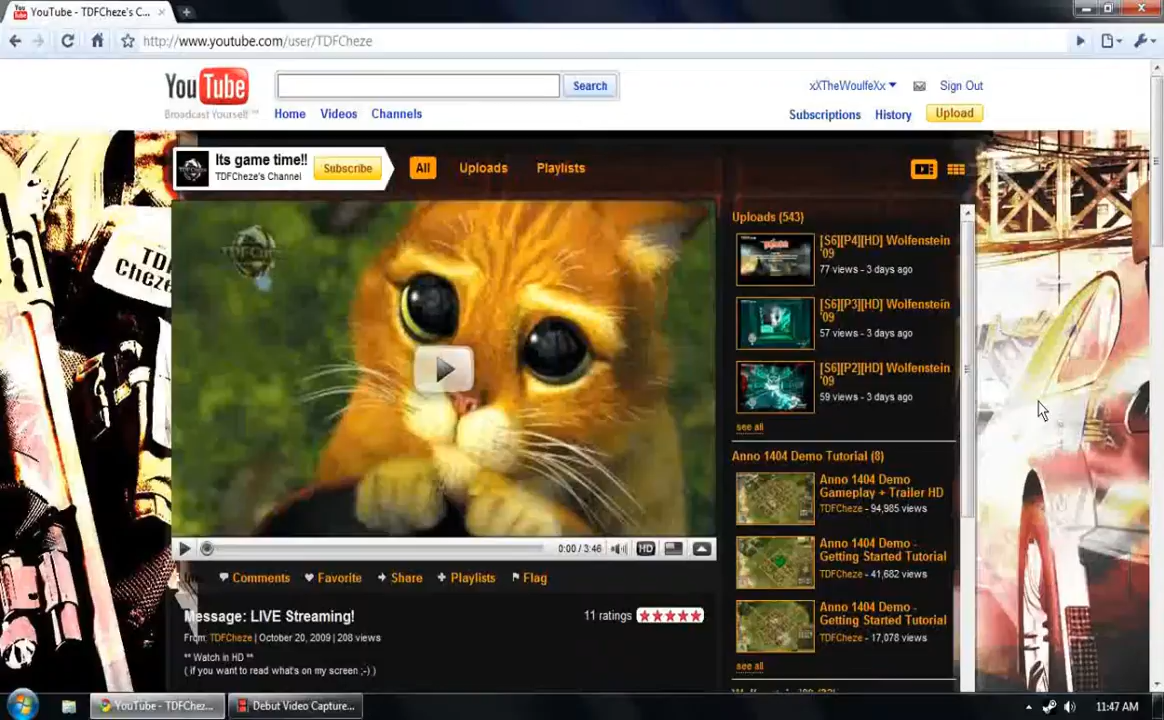 YouTube - TDFCheze's C...
http://www.youtube.com/user/TDFCheze
You Tube
Broadcast Yourself ™
Search
xXTheWoulfeXx
Sign Out
Home
Videos
Channels
Subscriptions
History
Upload
Its game time!!
TDFCheze's Channel
Subscribe
All
Uploads
Playlists
TDF
Cheze
Uploads (543)
[S6][P4][HD] Wolfenstein
'09
77 views - 3 days ago
[S6][P3][HD] Wolfenstein
'09
57 views - 3 days ago
[S6][P2][HD] Wolfenstein
'09
59 views - 3 days ago
see all
Anno 1404 Demo Tutorial (8)
Anno 1404 Demo
Gameplay + Trailer HD
TDFCheze - 94,985 views
Anno 1404 Demo -
Getting Started Tutorial
TDFCheze - 41,682 views
Anno 1404 Demo -
Getting Started Tutorial
TDFCheze - 17,078 views
see all
0:00 / 3:46
HD
Comments
Favorite
Share
Playlists
Flag
Message: LIVE Streaming!
11 ratings
From: TDFCheze | October 20, 2009 | 208 views
** Watch in HD **
( if you want to read what's on my screen ;-) )
YouTube - TDFChez...
Debut Video Capture...
11:47 AM